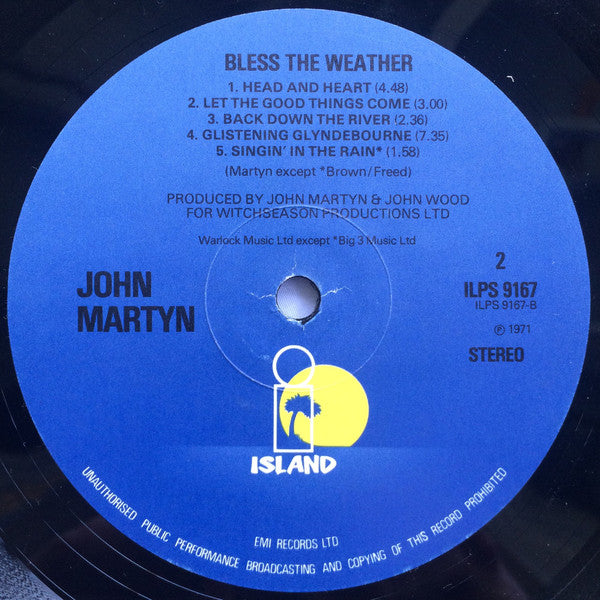 BLESS THE WEATHER
1. HEAD AND HEART (4.48)
2. LET THE GOOD THINGS COME (3.00)
3. BACK DOWN THE RIVER (2.36)
4. GLISTENING GLYNDEBOURNE (7.35)
5. SINGIN' IN THE RAIN* (1.58)
(Martyn except *Brown/Freed)
PRODUCED BY JOHN MARTYN & JOHN WOOD
FOR WITCHSEASON PRODUCTIONS LTD
Warlock Music Ltd except *Big 3 Music Ltd
JOHN
MARTYN
2
ILPS 9167
ILPS 9167-B
℗ 1971
STEREO
ISLAND
EMI RECORDS LTD
UNAUTHORISED PUBLIC PERFORMANCE BROADCASTING AND COPYING OF THIS RECORD PROHIBITED